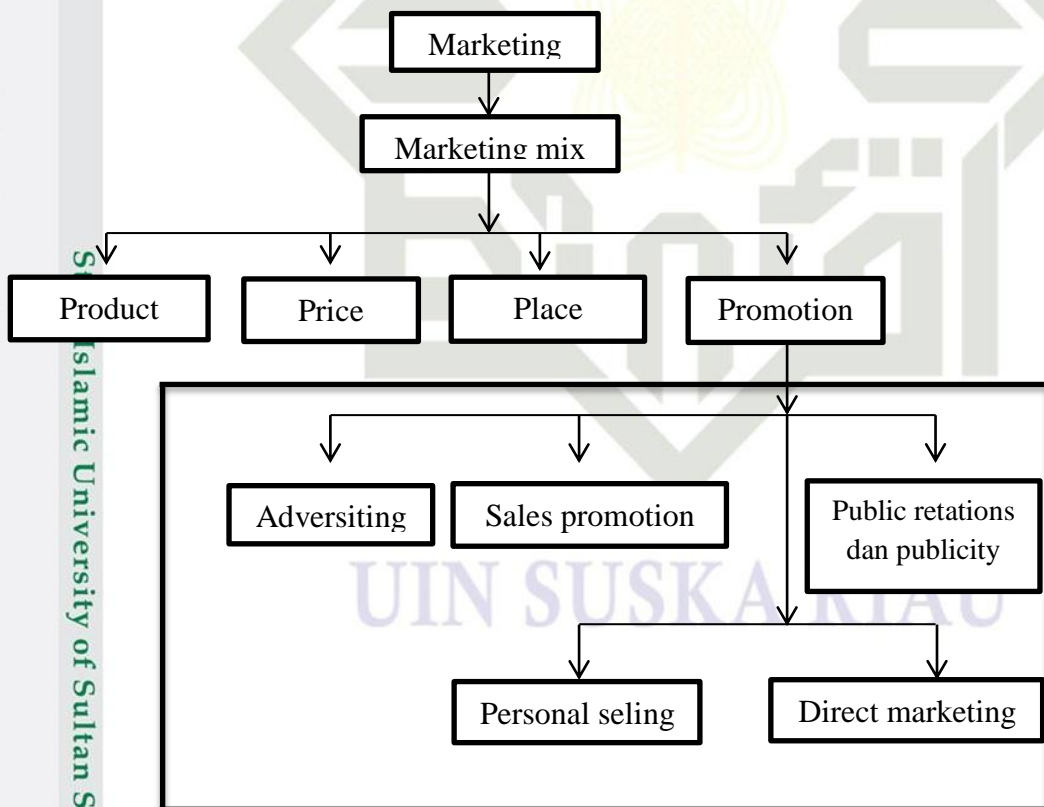 Marketing
Marketing mix
Product
Price
Place
Promotion
Adversiting
Sales promotion
Public retations
dan publicity
Personal seling
Direct marketing
UIN SUSKA RIAU
Islamic University of Sultan S